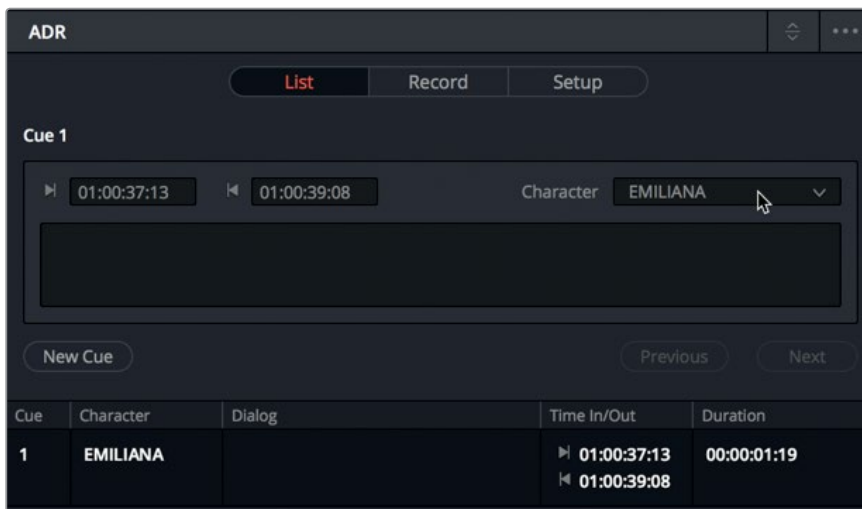 ADR
List Record Setup
Cue 1
01:00:37:13 01:00:39:08 Character EMILIANA
New Cue Previous Next
Cue Character Dialog Time In/Out Duration
1 EMILIANA 01:00:37:13 00:00:01:19
01:00:39:08